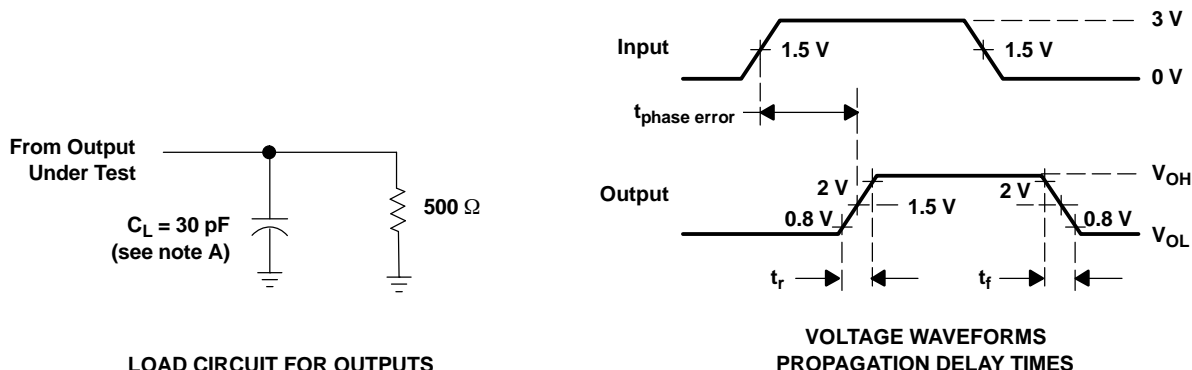 From Output
Under Test
C_L = 30 pF
(see note A)
500 Ω
LOAD CIRCUIT FOR OUTPUTS
Input
1.5 V
1.5 V
3 V
0 V
t_phase error
Output
2 V
0.8 V
1.5 V
2 V
0.8 V
V_OH
V_OL
t_r
t_f
VOLTAGE WAVEFORMS
PROPAGATION DELAY TIMES